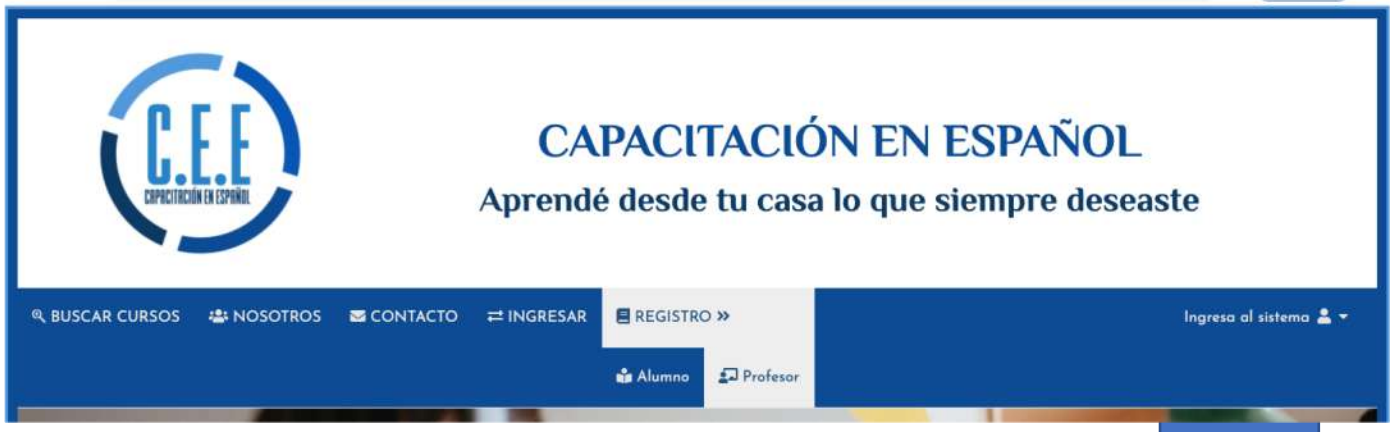 C.E.E
CAPACITACIÓN EN ESPAÑOL
CAPACITACIÓN EN ESPAÑOL
Aprendé desde tu casa lo que siempre deseaste
BUSCAR CURSOS NOSOTROS CONTACTO INGRESAR REGISTRO » Ingresa al sistema
Alumno Profesor